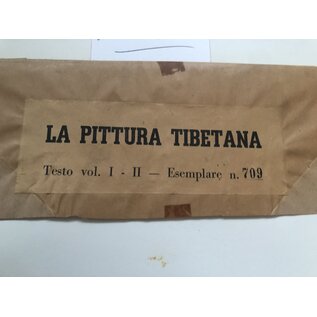 LA PITTURA TIBETANA
Testo vol. I - II — Esemplare n. 709